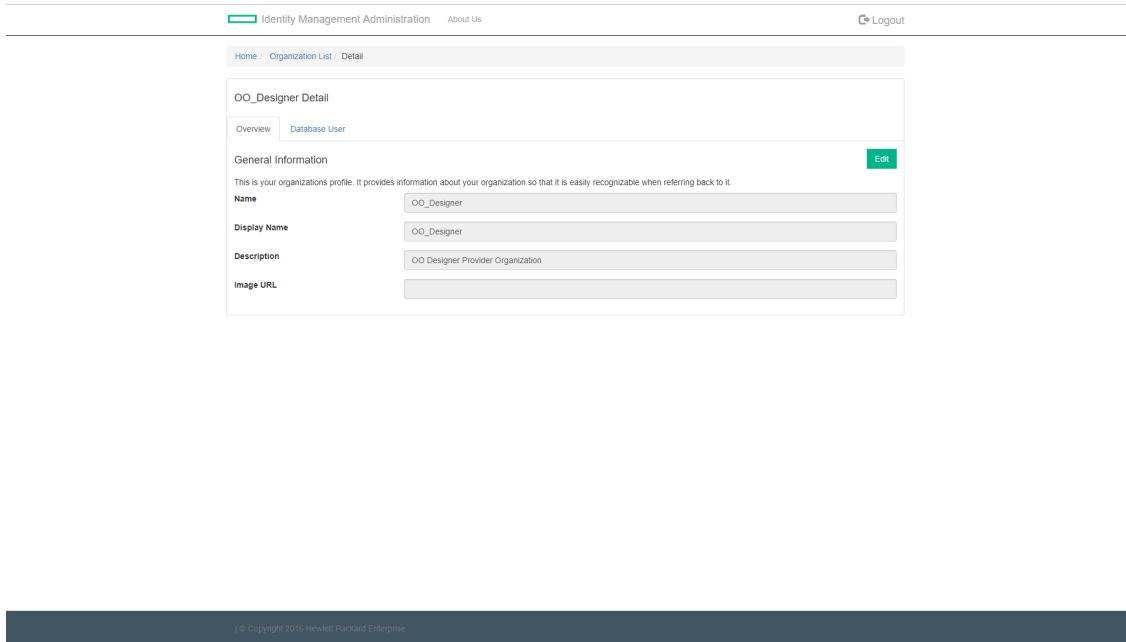 Identity Management Administration About Us Logout
Home / Organization List / Detail
OO_Designer Detail
Overview Database User
General Information Edit
This is your organizations profile. It provides information about your organization so that it is easily recognizable when referring back to it.
Name OO_Designer
Display Name OO_Designer
Description OO Designer Provider Organization
Image URL
| © Copyright 2016 Hewlett Packard Enterprise